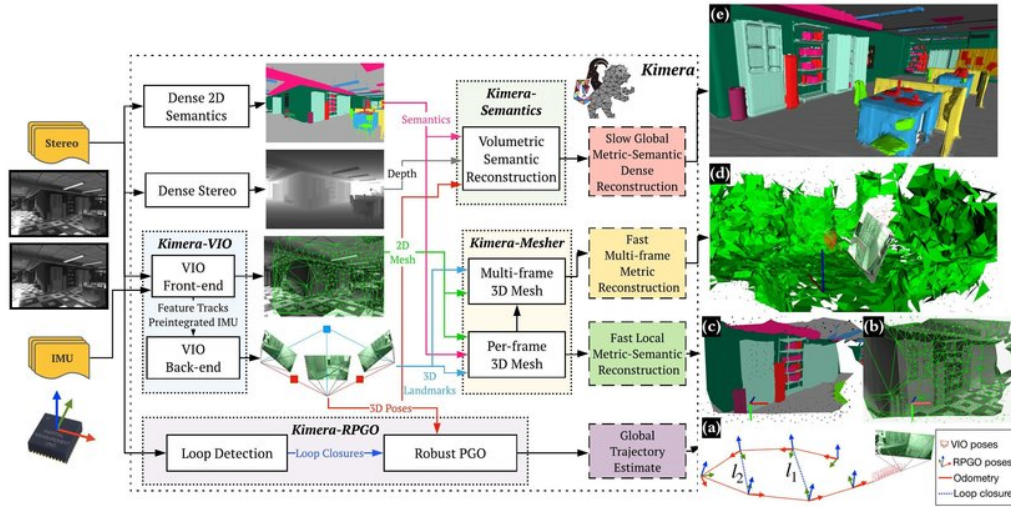 Stereo
IMU
Kimera
Dense 2D
Semantics
Dense Stereo
Kimera-VIO
VIO
Front-end
Feature Tracks
Preintegrated IMU
VIO
Back-end
Semantics
Depth
2D
Mesh
3D
Landmarks
3D Poses
Kimera-
Semantics
Volumetric
Semantic
Reconstruction
Kimera-Mesher
Multi-frame
3D Mesh
Per-frame
3D Mesh
Kimera-RPGO
Loop Detection
Loop Closures
Robust PGO
Slow Global
Metric-Semantic
Dense
Reconstruction
Fast
Multi-frame
Metric
Reconstruction
Fast Local
Metric-Semantic
Reconstruction
Global
Trajectory
Estimate
(e)
(d)
(c)
(b)
(a)
l2
l1
VIO poses
RPGO poses
Odometry
Loop closure